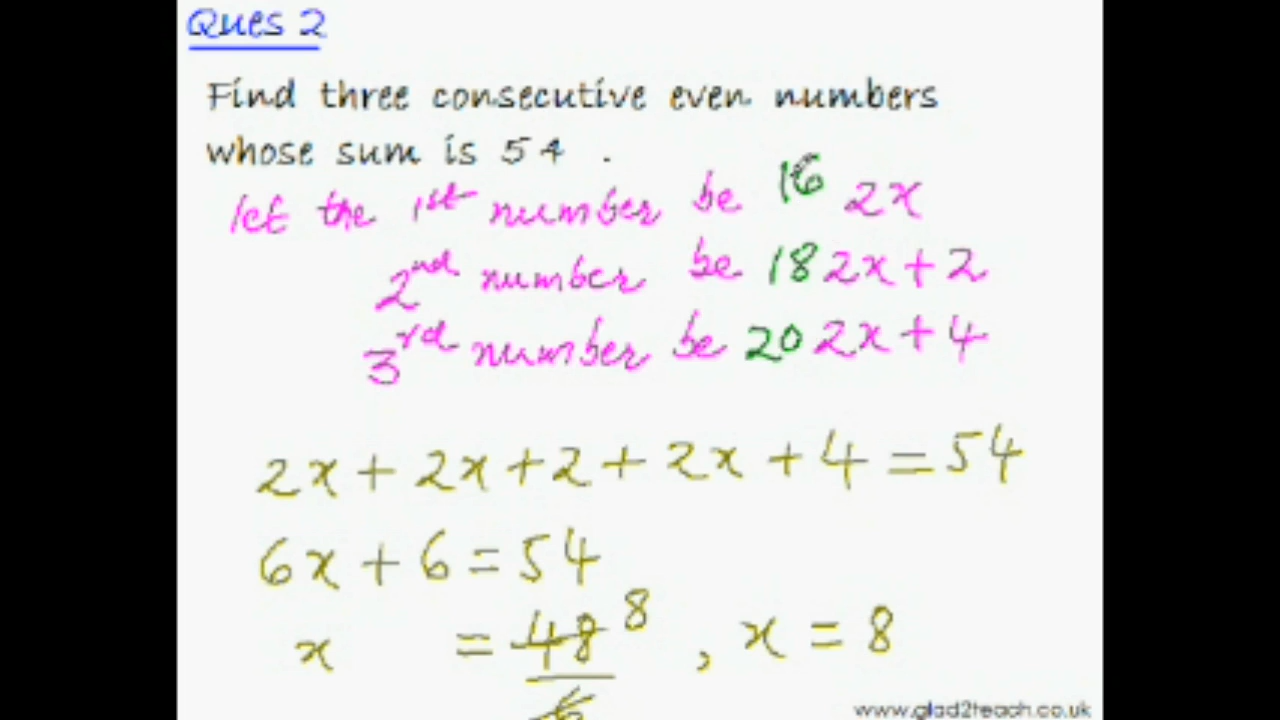 Ques 2
Find three consecutive even numbers
whose sum is 54 .
let the 1st number be 16 2x
2nd number be 18 2x+2
3rd number be 20 2x+4
2x+2x+2+2x+4=54
6x+6=54
x = 48 8 , x=8
6
www.glad2teach.co.uk